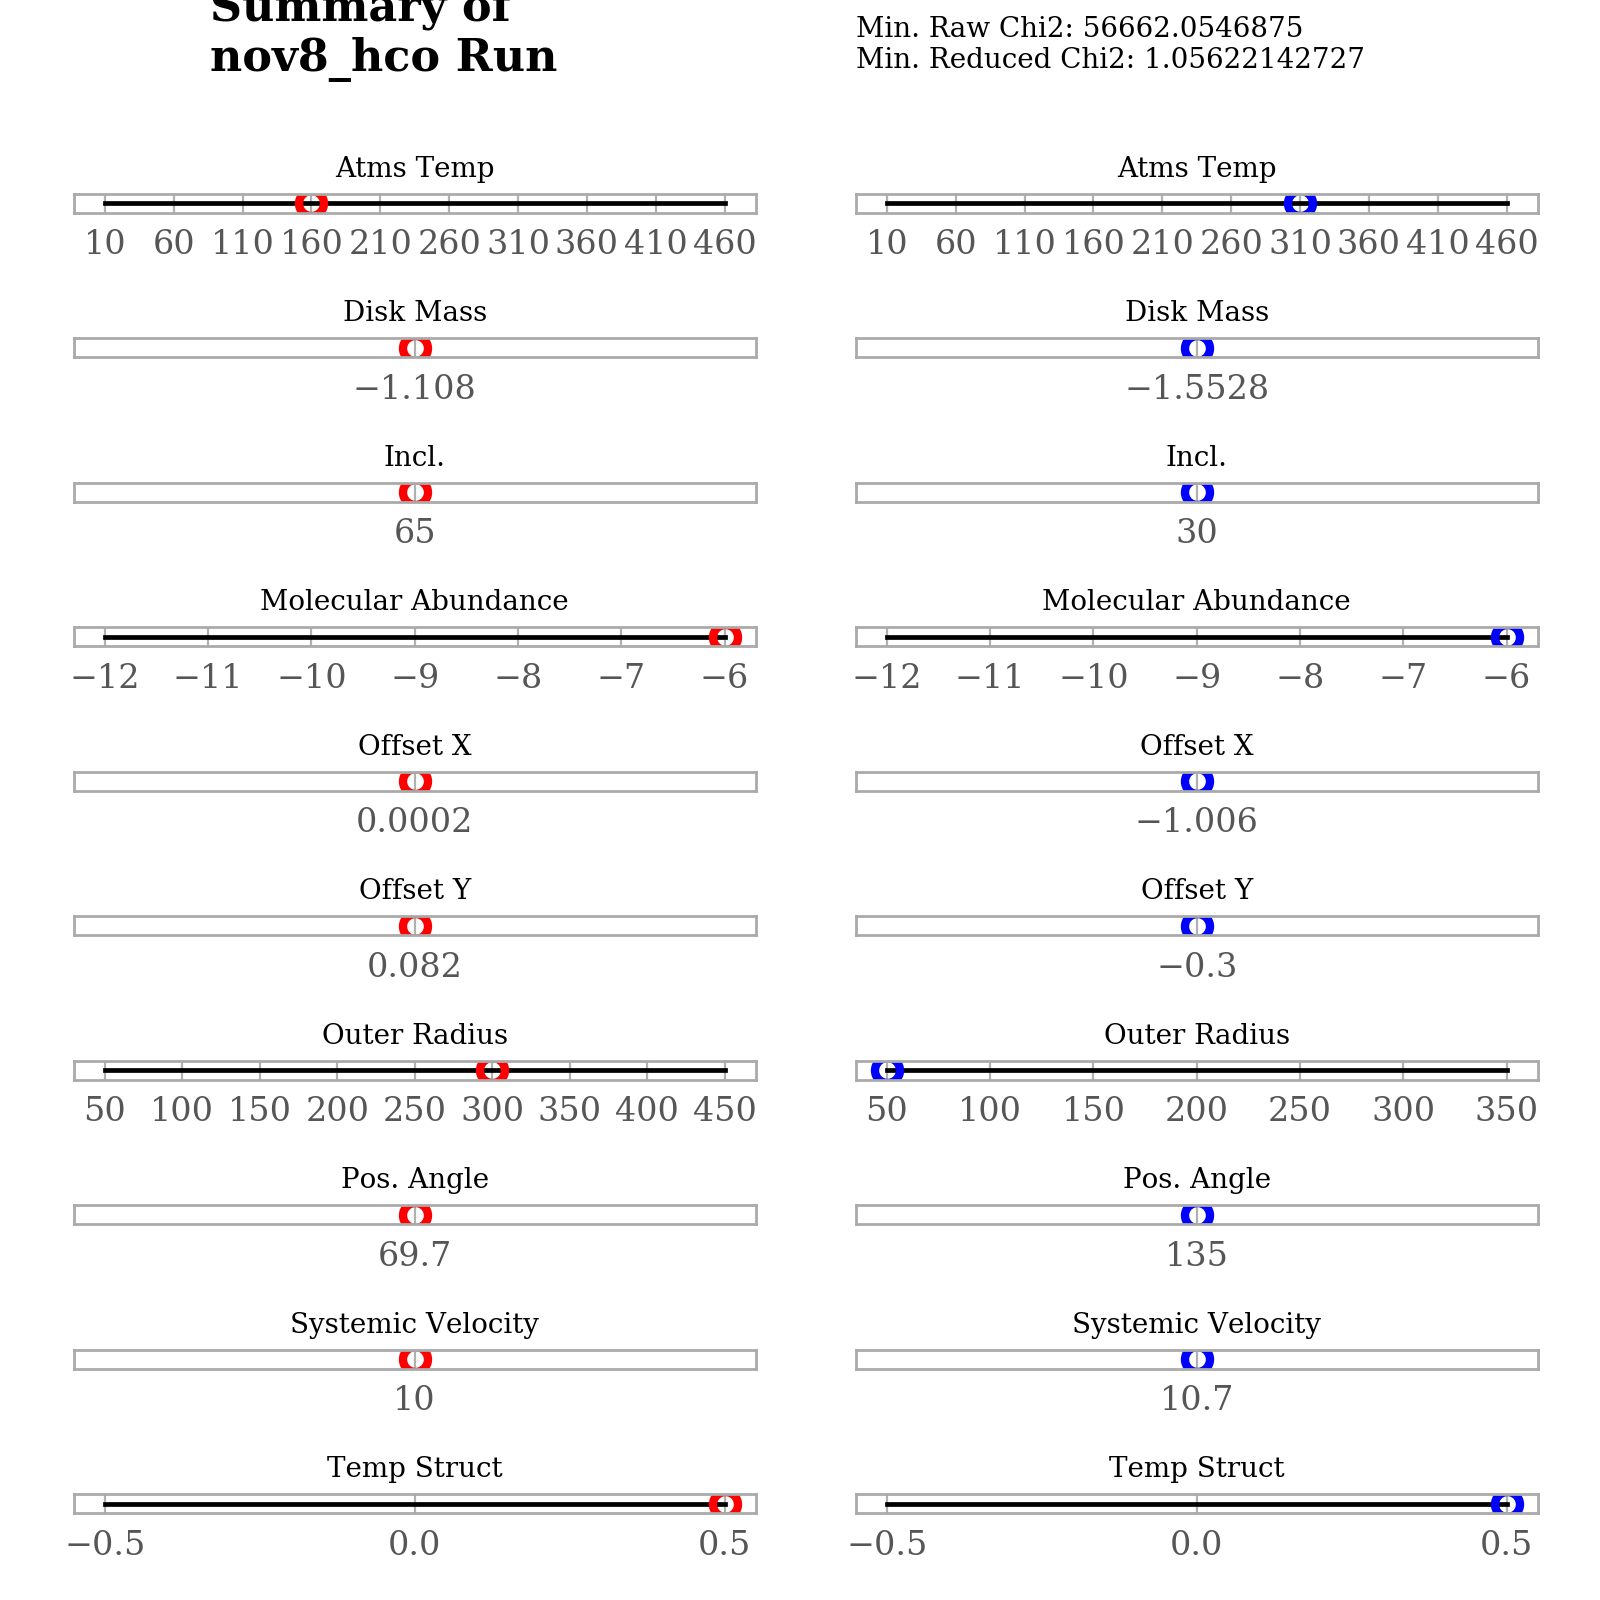 Summary of
nov8_hco Run
Min. Raw Chi2: 56662.0546875
Min. Reduced Chi2: 1.05622142727
Atms Temp
10 60 110 160 210 260 310 360 410 460
Disk Mass
−1.108
Incl.
65
Molecular Abundance
−12 −11 −10 −9 −8 −7 −6
Offset X
0.0002
Offset Y
0.082
Outer Radius
50 100 150 200 250 300 350 400 450
Pos. Angle
69.7
Systemic Velocity
10
Temp Struct
−0.5 0.0 0.5
Atms Temp
10 60 110 160 210 260 310 360 410 460
Disk Mass
−1.5528
Incl.
30
Molecular Abundance
−12 −11 −10 −9 −8 −7 −6
Offset X
−1.006
Offset Y
−0.3
Outer Radius
50 100 150 200 250 300 350
Pos. Angle
135
Systemic Velocity
10.7
Temp Struct
−0.5 0.0 0.5